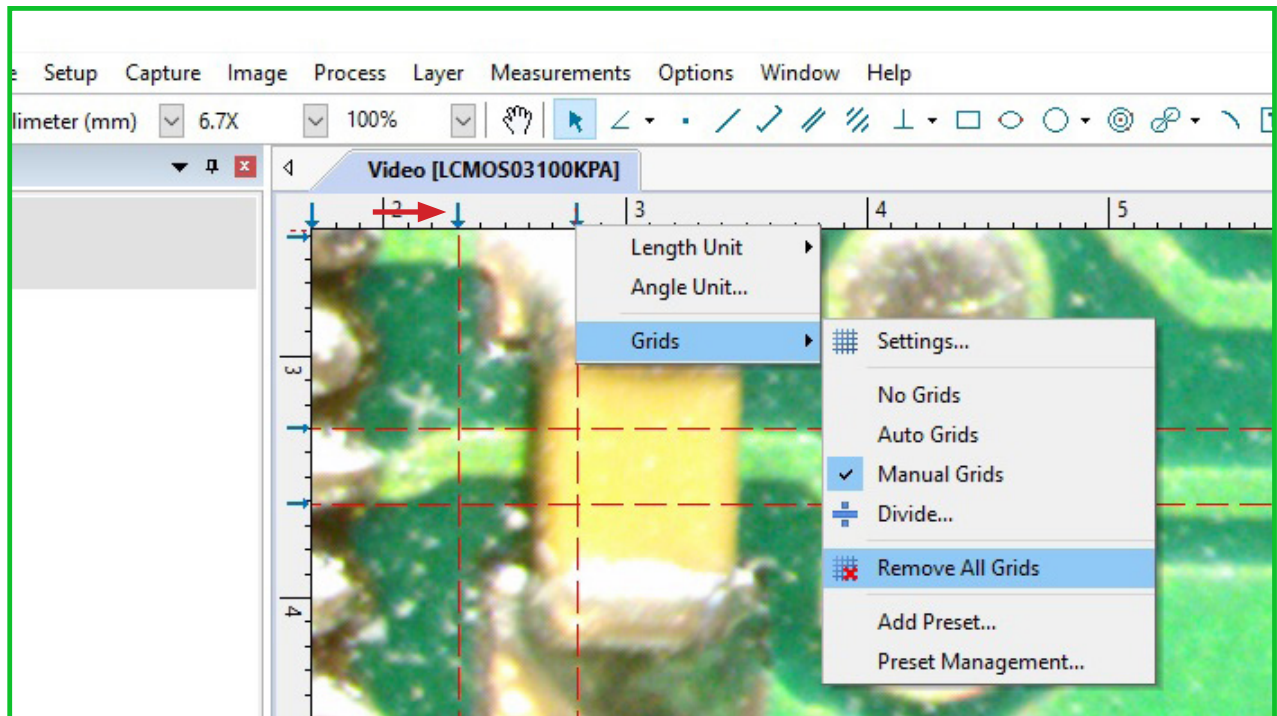 e Setup Capture Image Process Layer Measurements Options Window Help
limeter (mm) 6.7X 100%
Video [LCMOS03100KPA]
2 3 4 5
Length Unit
Angle Unit...
Grids
Settings...
No Grids
Auto Grids
Manual Grids
Divide...
Remove All Grids
Add Preset...
Preset Management...
3
4